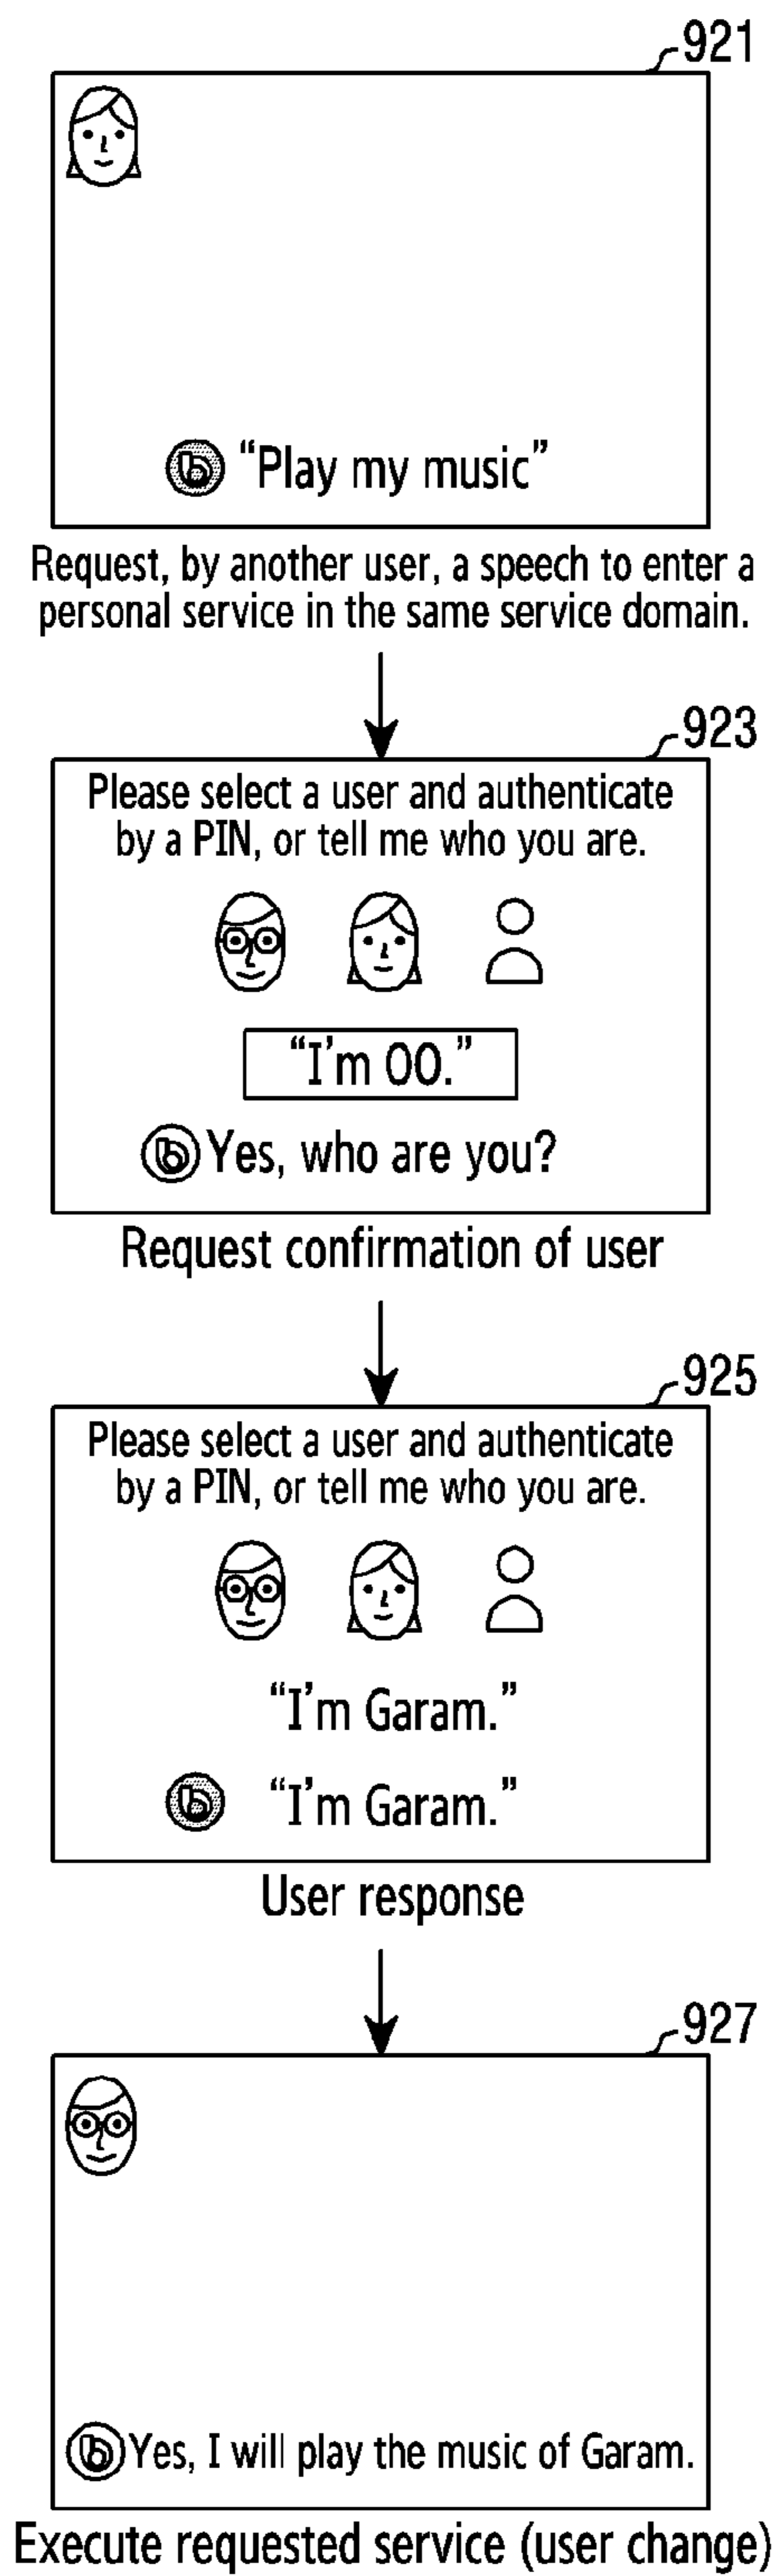 921
“Play my music”
Request, by another user, a speech to enter a
personal service in the same service domain.
923
Please select a user and authenticate
by a PIN, or tell me who you are.
“I’m OO.”
Yes, who are you?
Request confirmation of user
925
Please select a user and authenticate
by a PIN, or tell me who you are.
“I’m Garam.”
“I’m Garam.”
User response
927
Yes, I will play the music of Garam.
Execute requested service (user change)